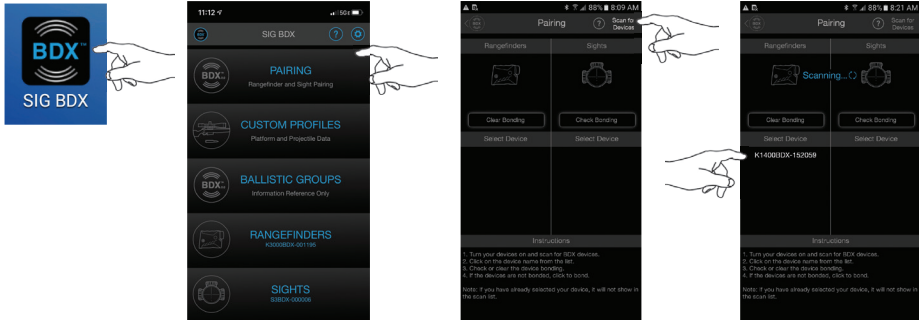 BDX™
SIG BDX
11:12
5G
SIG BDX
?
BDX
PAIRING
Rangefinder and Sight Pairing
CUSTOM PROFILES
Platform and Projectile Data
BDX
BALLISTIC GROUPS
Information Reference Only
RANGEFINDERS
K3000BDX-001195
SIGHTS
S3BDX-000006
88% 8:09 AM
Pairing
?
Scan for
Devices
Rangefinders
Sights
Clear Bonding
Check Bonding
Select Device
Select Device
Instructions
1. Turn your devices on and scan for BDX devices.
2. Click on the device name from the list.
3. Check or clear the device bonding.
4. If the devices are not bonded, click to bond.
Note: If you have already selected your device, it will not show in
the scan list.
88% 8:21 AM
Pairing
?
Scan for
Devices
Rangefinders
Sights
Scanning...
Clear Bonding
Check Bonding
Select Device
Select Device
K1400BDX-152059
Instructions
1. Turn your devices on and scan for BDX devices.
2. Click on the device name from the list.
3. Check or clear the device bonding.
4. If the devices are not bonded, click to bond.
Note: If you have already selected your device, it will not show in
the scan list.